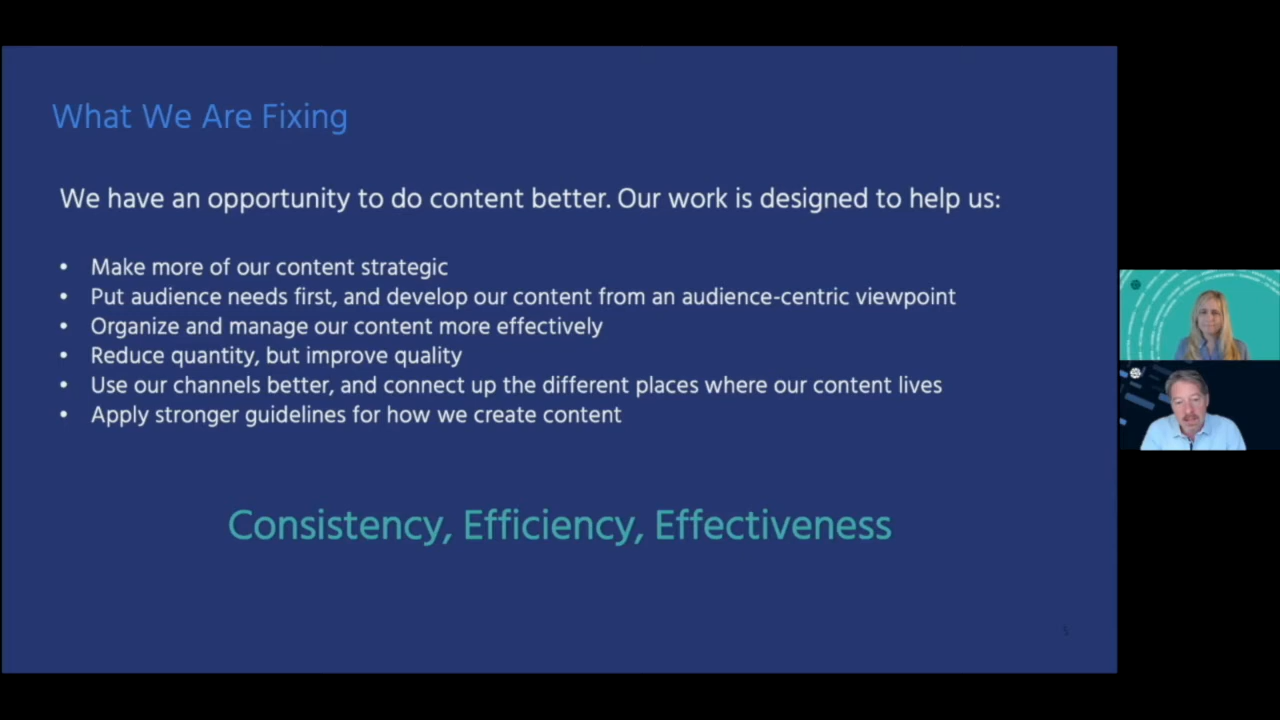 What We Are Fixing
We have an opportunity to do content better. Our work is designed to help us:
• Make more of our content strategic
• Put audience needs first, and develop our content from an audience-centric viewpoint
• Organize and manage our content more effectively
• Reduce quantity, but improve quality
• Use our channels better, and connect up the different places where our content lives
• Apply stronger guidelines for how we create content
Consistency, Efficiency, Effectiveness
5